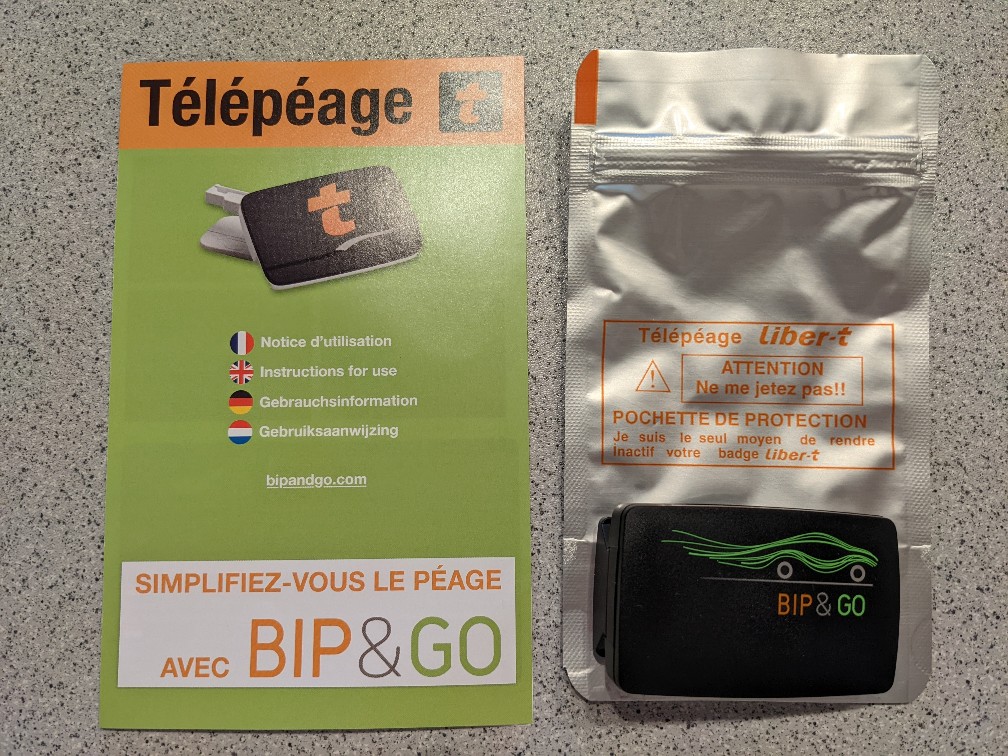 Télépéage t
t
Notice d'utilisation
Instructions for use
Gebrauchsinformation
Gebruiksaanwijzing
bipandgo.com
SIMPLIFIEZ-VOUS LE PÉAGE
AVEC BIP&GO
Télépéage liber-t
ATTENTION
Ne me jetez pas!!
POCHETTE DE PROTECTION
Je suis le seul moyen de rendre
Inactif votre badge liber-t
BIP & GO